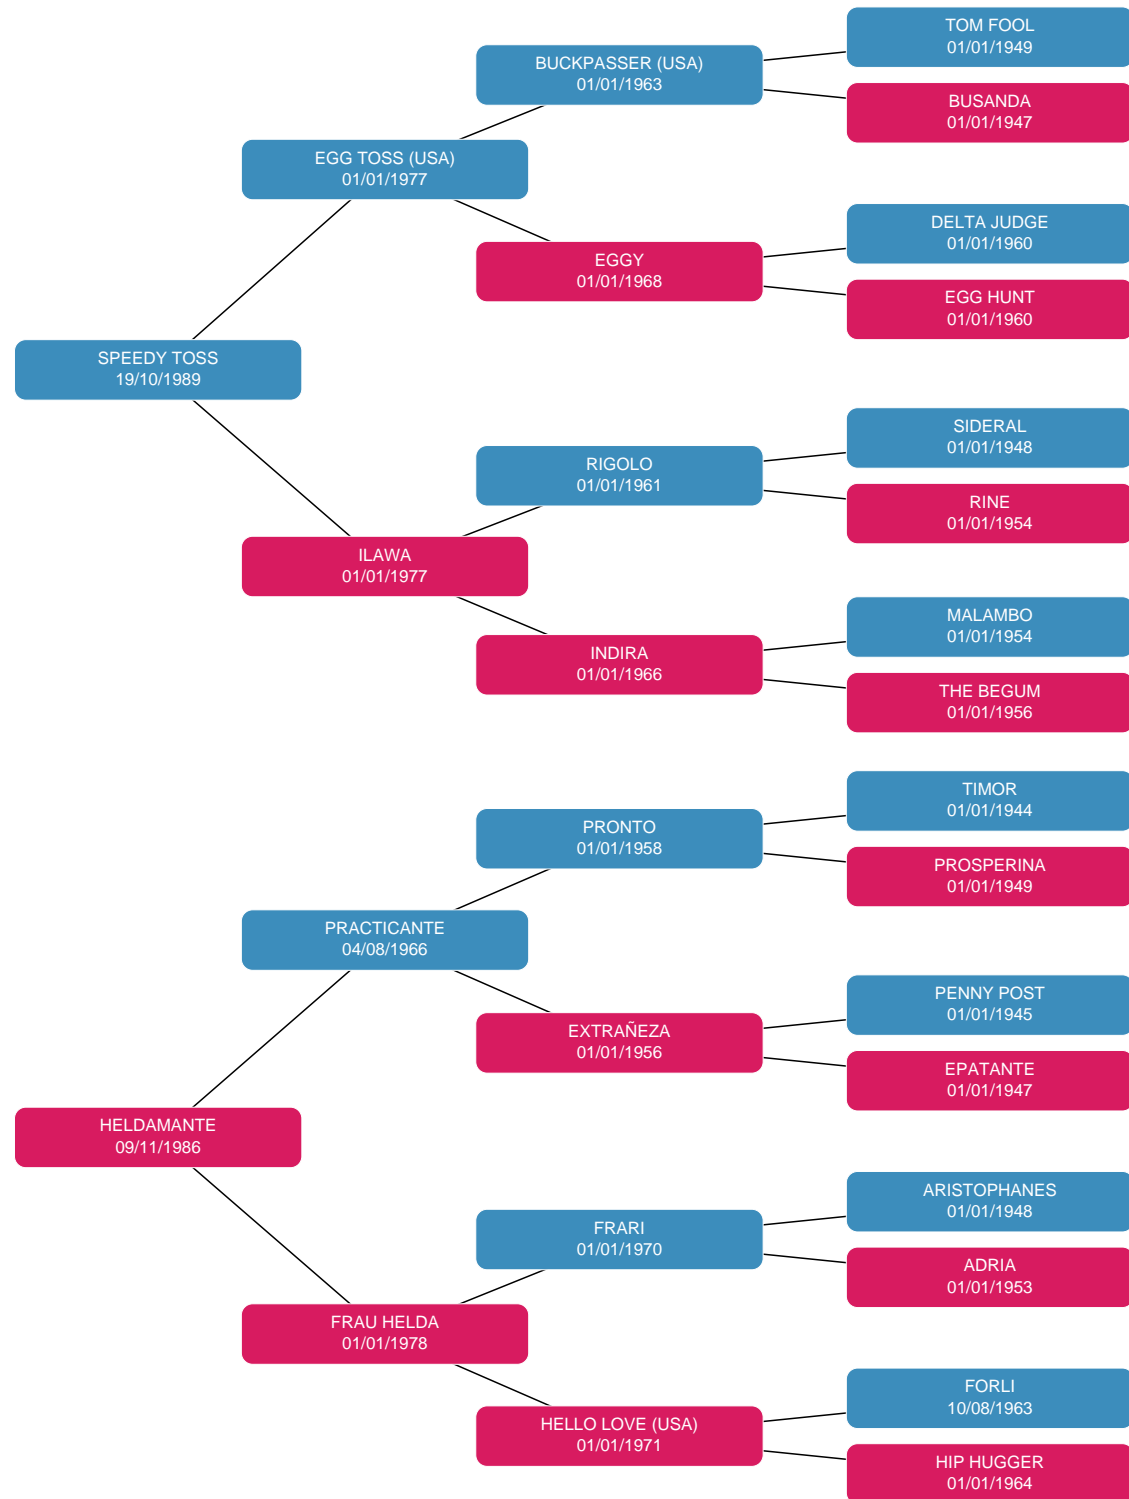 TOM FOOL
01/01/1949
BUCKPASSER (USA)
01/01/1963
BUSANDA
01/01/1947
EGG TOSS (USA)
01/01/1977
DELTA JUDGE
01/01/1960
EGGY
01/01/1968
EGG HUNT
01/01/1960
SPEEDY TOSS
19/10/1989
SIDERAL
01/01/1948
RIGOLO
01/01/1961
RINE
01/01/1954
ILAWA
01/01/1977
MALAMBO
01/01/1954
INDIRA
01/01/1966
THE BEGUM
01/01/1956
TIMOR
01/01/1944
PRONTO
01/01/1958
PROSPERINA
01/01/1949
PRACTICANTE
04/08/1966
PENNY POST
01/01/1945
EXTRAÑEZA
01/01/1956
EPATANTE
01/01/1947
HELDAMANTE
09/11/1986
ARISTOPHANES
01/01/1948
FRARI
01/01/1970
ADRIA
01/01/1953
FRAU HELDA
01/01/1978
FORLI
10/08/1963
HELLO LOVE (USA)
01/01/1971
HIP HUGGER
01/01/1964